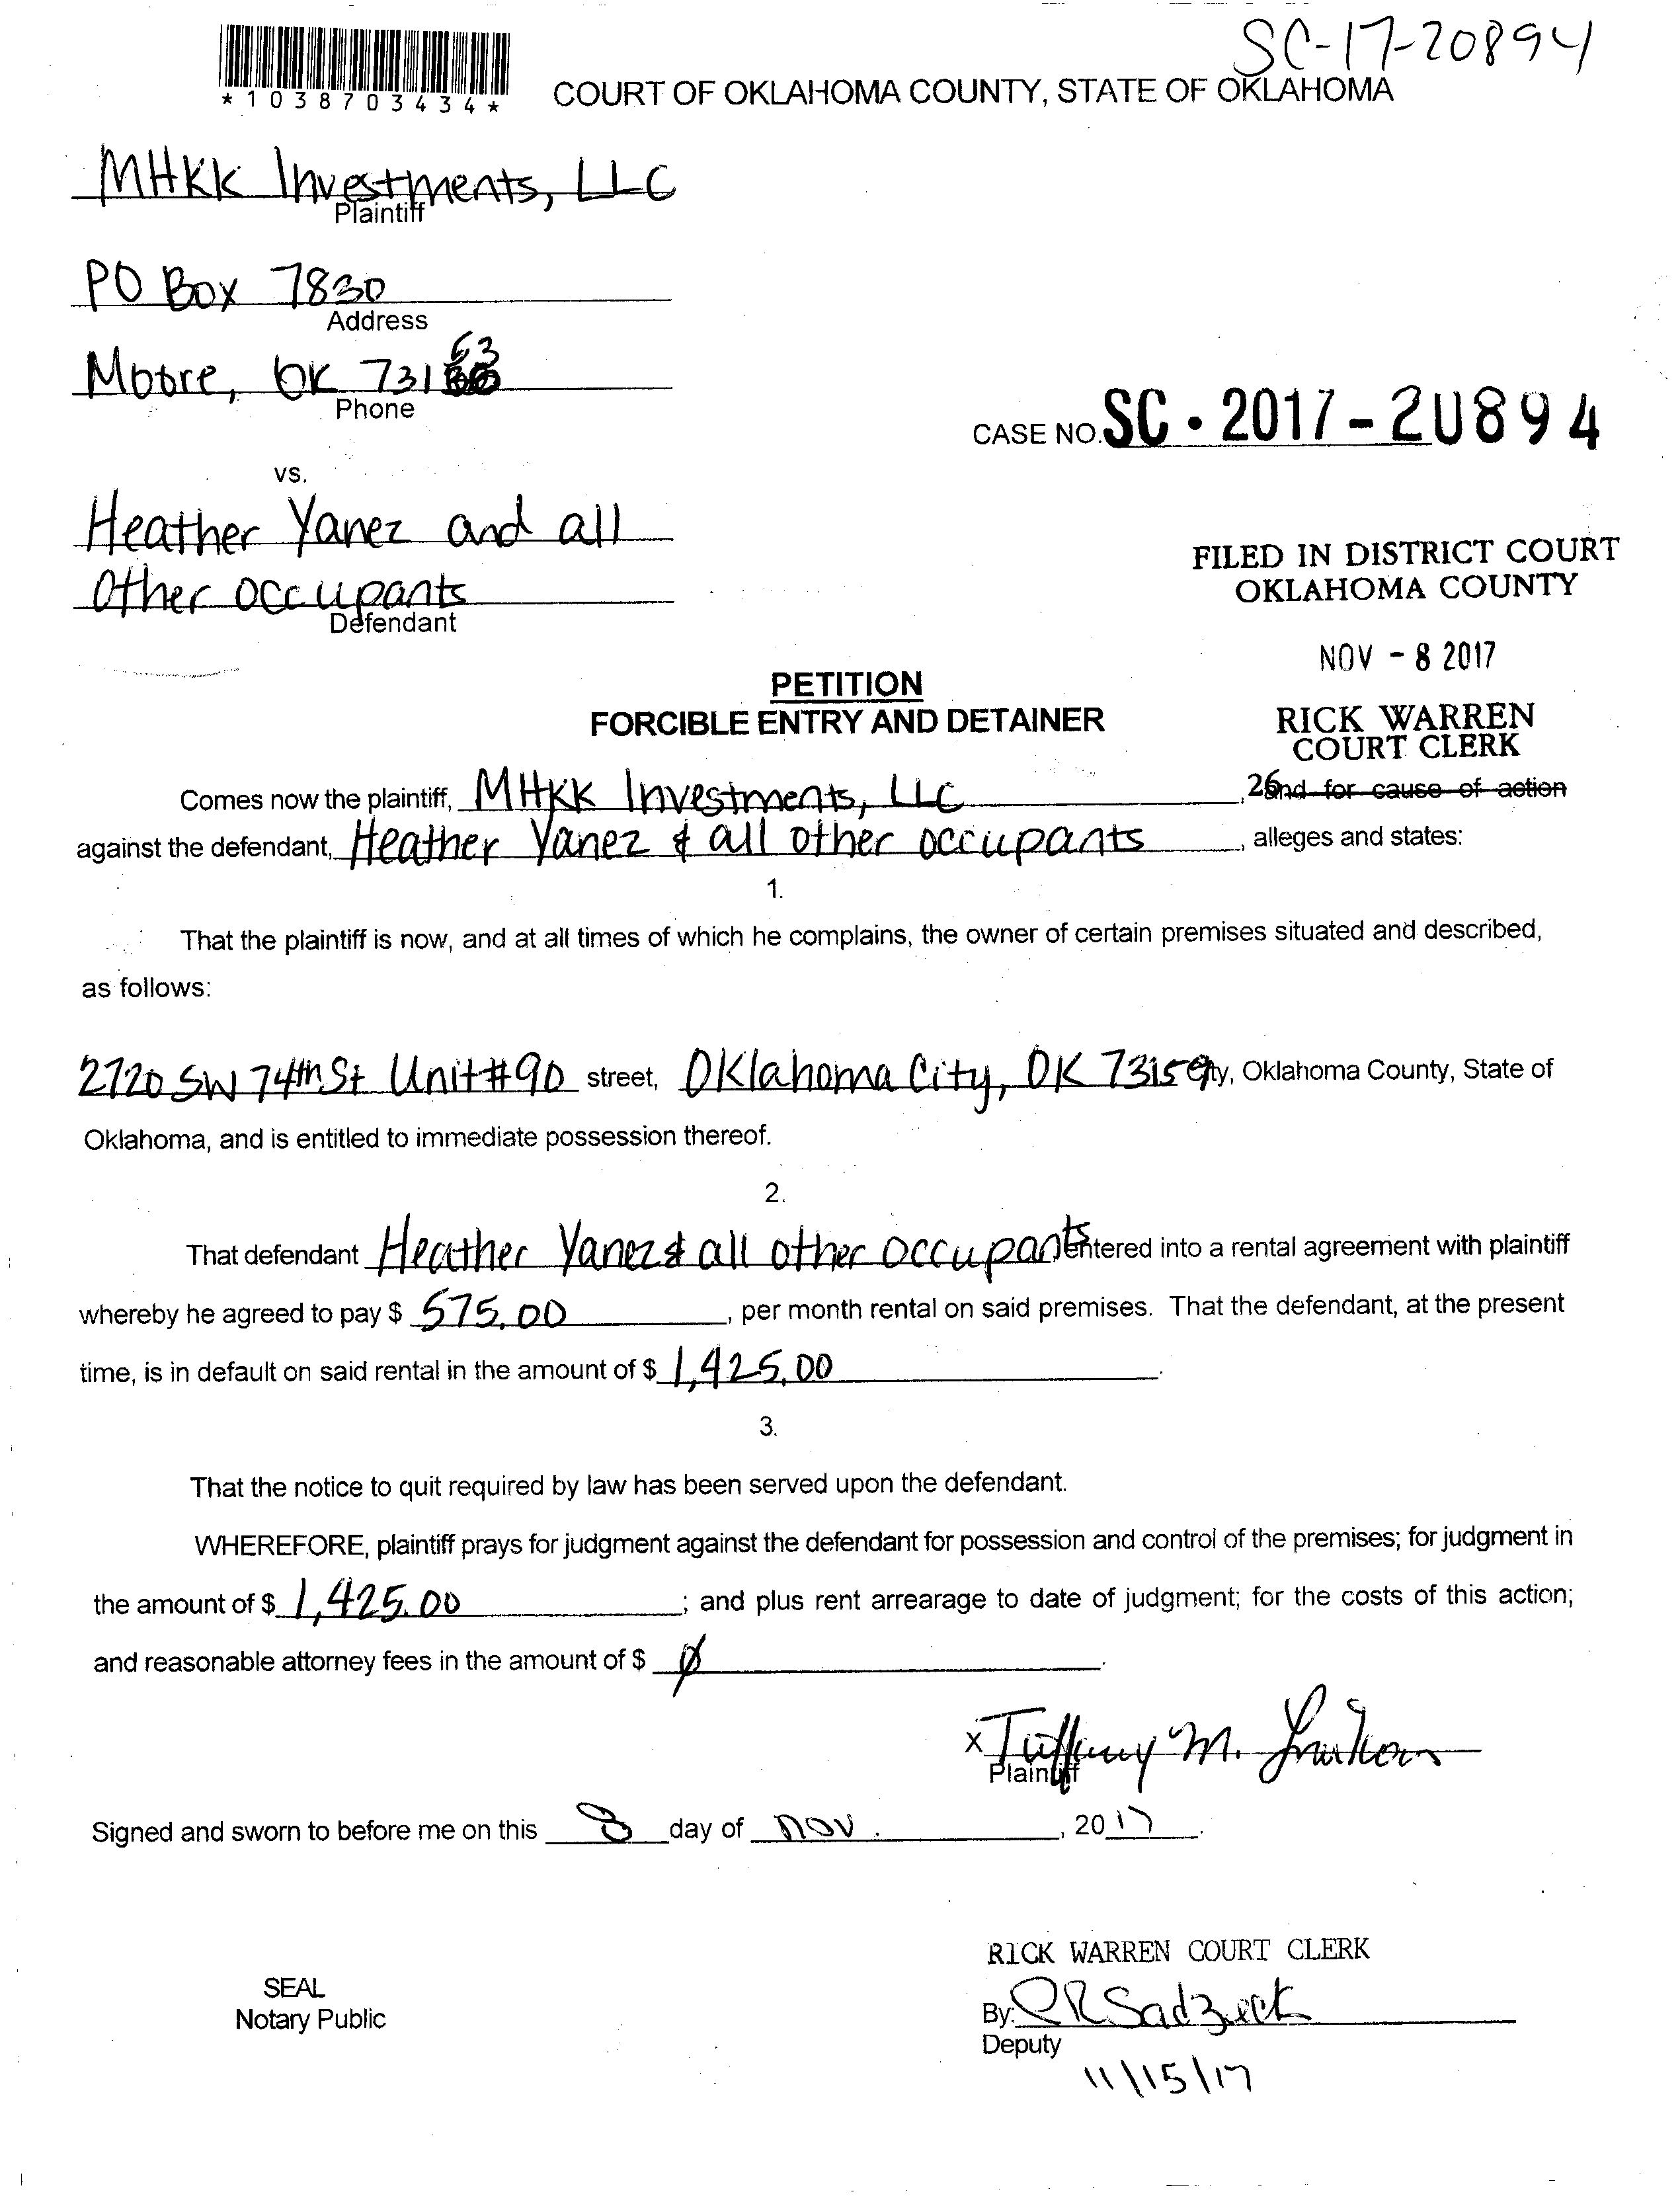 SC-17-20894
*1038703434*
COURT OF OKLAHOMA COUNTY, STATE OF OKLAHOMA
MHKK Investments, LLC
Plaintiff
PO Box 7830
Address
Moore, OK 73153
Phone
CASE NO. SC • 2017 - 20894
vs.
Heather Yanez and all
Other occupants
Defendant
FILED IN DISTRICT COURT
OKLAHOMA COUNTY
NOV - 8 2017
RICK WARREN
COURT CLERK
26
PETITION
FORCIBLE ENTRY AND DETAINER
Comes now the plaintiff, MHKK Investments, LLC, and for cause of action
against the defendant, Heather Yanez & all other occupants, alleges and states:
1.
That the plaintiff is now, and at all times of which he complains, the owner of certain premises situated and described,
as follows:
2720 SW 74th St Unit #90 street, Oklahoma City, OK 73159 ty, Oklahoma County, State of
Oklahoma, and is entitled to immediate possession thereof.
2.
That defendant Heather Yanez & all other occupants entered into a rental agreement with plaintiff
whereby he agreed to pay $ 575.00, per month rental on said premises. That the defendant, at the present
time, is in default on said rental in the amount of $ 1,425.00.
3.
That the notice to quit required by law has been served upon the defendant.
WHEREFORE, plaintiff prays for judgment against the defendant for possession and control of the premises; for judgment in
the amount of $ 1,425.00; and plus rent arrearage to date of judgment; for the costs of this action;
and reasonable attorney fees in the amount of $ ∅.
x Tiffany M.
Plaintiff
Signed and sworn to before me on this 8 day of nov., 2017.
RICK WARREN COURT CLERK
SEAL
Notary Public
By:
Deputy
11/15/17